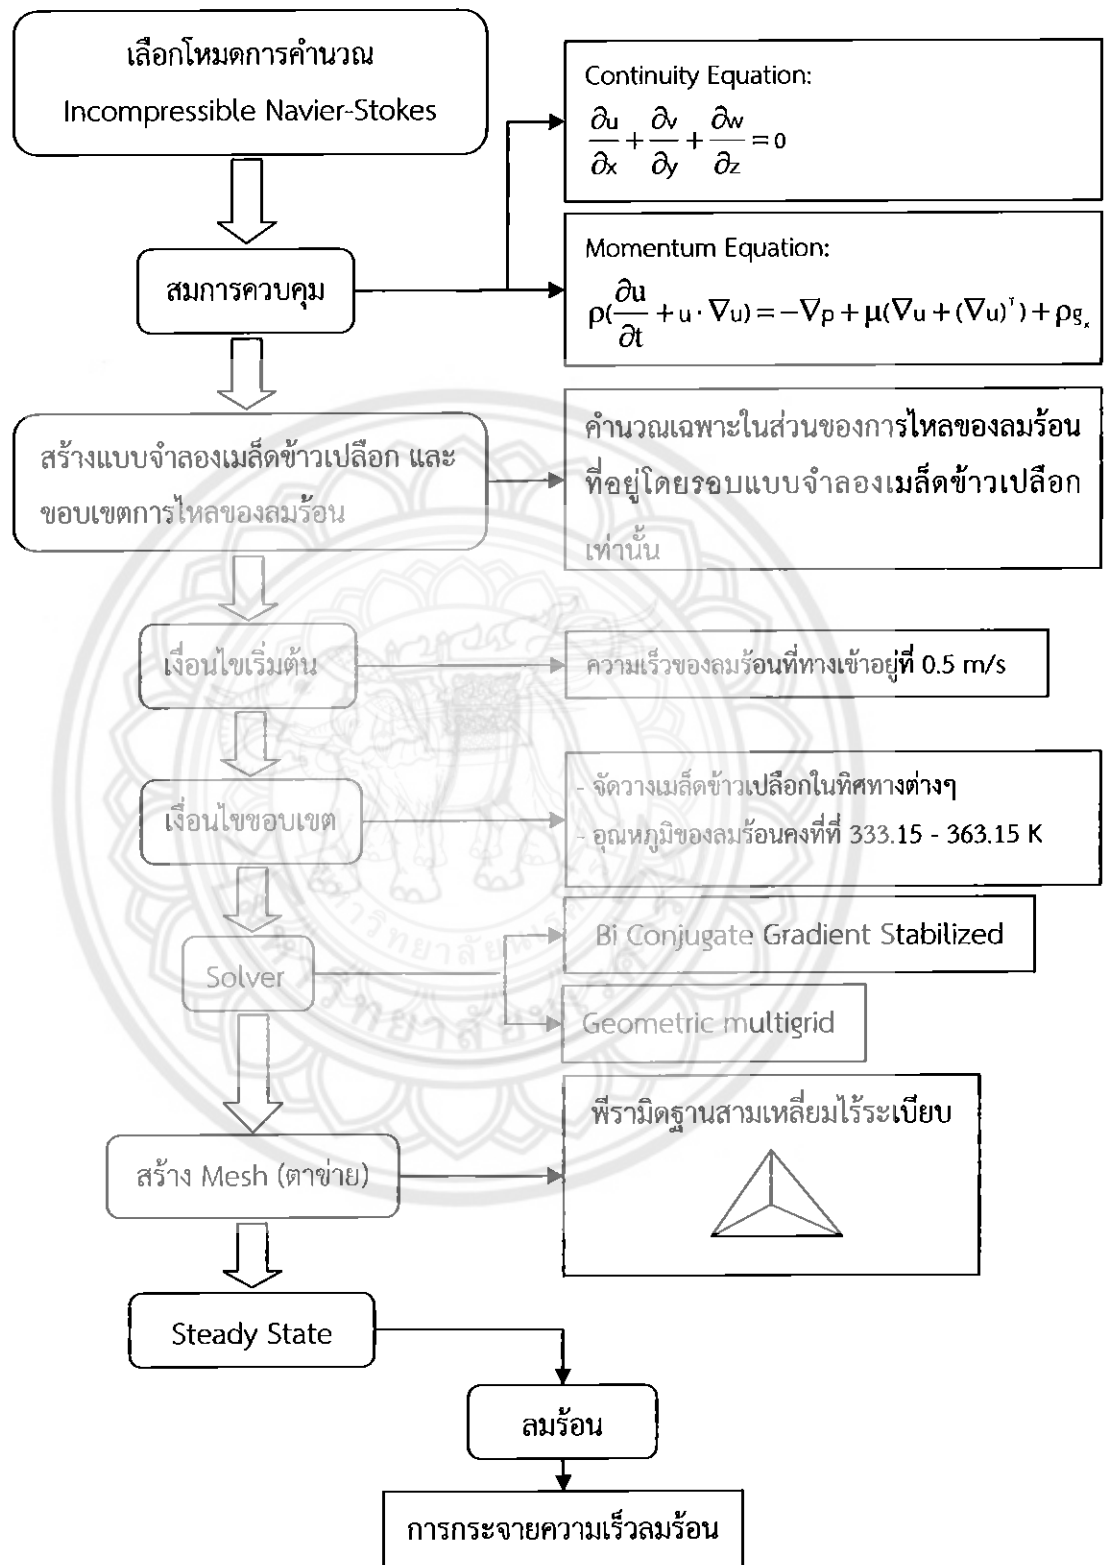 เลือกโหมดการคำนวณ
Incompressible Navier-Stokes
Continuity Equation:
∂u/∂x + ∂v/∂y + ∂w/∂z = 0
สมการควบคุม
Momentum Equation:
ρ(∂u/∂t + u · ∇u) = −∇p + μ(∇u + (∇u)ᵀ) + ρgₓ
สร้างแบบจำลองเมล็ดข้าวเปลือก และ
ขอบเขตการไหลของลมร้อน
คำนวณเฉพาะในส่วนของการไหลของลมร้อน
ที่อยู่โดยรอบแบบจำลองเมล็ดข้าวเปลือก
เท่านั้น
เงื่อนไขเริ่มต้น
ความเร็วของลมร้อนที่ทางเข้าอยู่ที่ 0.5 m/s
เงื่อนไขขอบเขต
- จัดวางเมล็ดข้าวเปลือกในทิศทางต่างๆ
- อุณหภูมิของลมร้อนคงที่ที่ 333.15 - 363.15 K
Solver
Bi Conjugate Gradient Stabilized
Geometric multigrid
สร้าง Mesh (ตาข่าย)
พีรามิดฐานสามเหลี่ยมไร้ระเบียบ
Steady State
ลมร้อน
การกระจายความเร็วลมร้อน
มหาวิทยาลัยนเรศวร